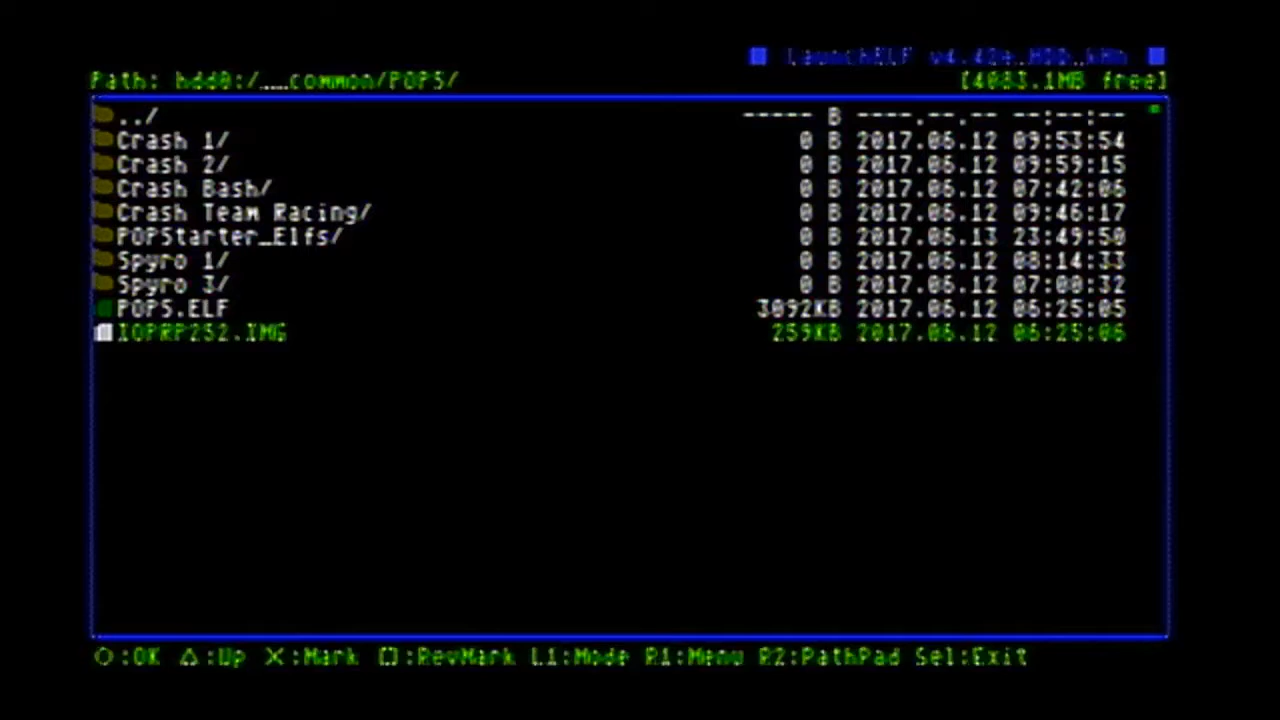 LaunchELF v4.42a_HDD_kHn
Path: hdd0:/__common/POPS/ [4083.1MB free]
../ ----- B ----.--.-- --:--:--
Crash 1/ 0 B 2017.06.12 09:53:54
Crash 2/ 0 B 2017.06.12 09:59:15
Crash Bash/ 0 B 2017.06.12 07:42:06
Crash Team Racing/ 0 B 2017.06.12 09:46:17
POPStarter_Elfs/ 0 B 2017.06.13 23:49:50
Spyro 1/ 0 B 2017.06.12 08:14:33
Spyro 3/ 0 B 2017.06.12 07:00:32
POPS.ELF 3092KB 2017.06.12 06:25:05
IOPRP252.IMG 259KB 2017.06.12 06:25:06
○:OK △:Up X:Mark □:RevMark L1:Mode R1:Menu R2:PathPad Sel:Exit